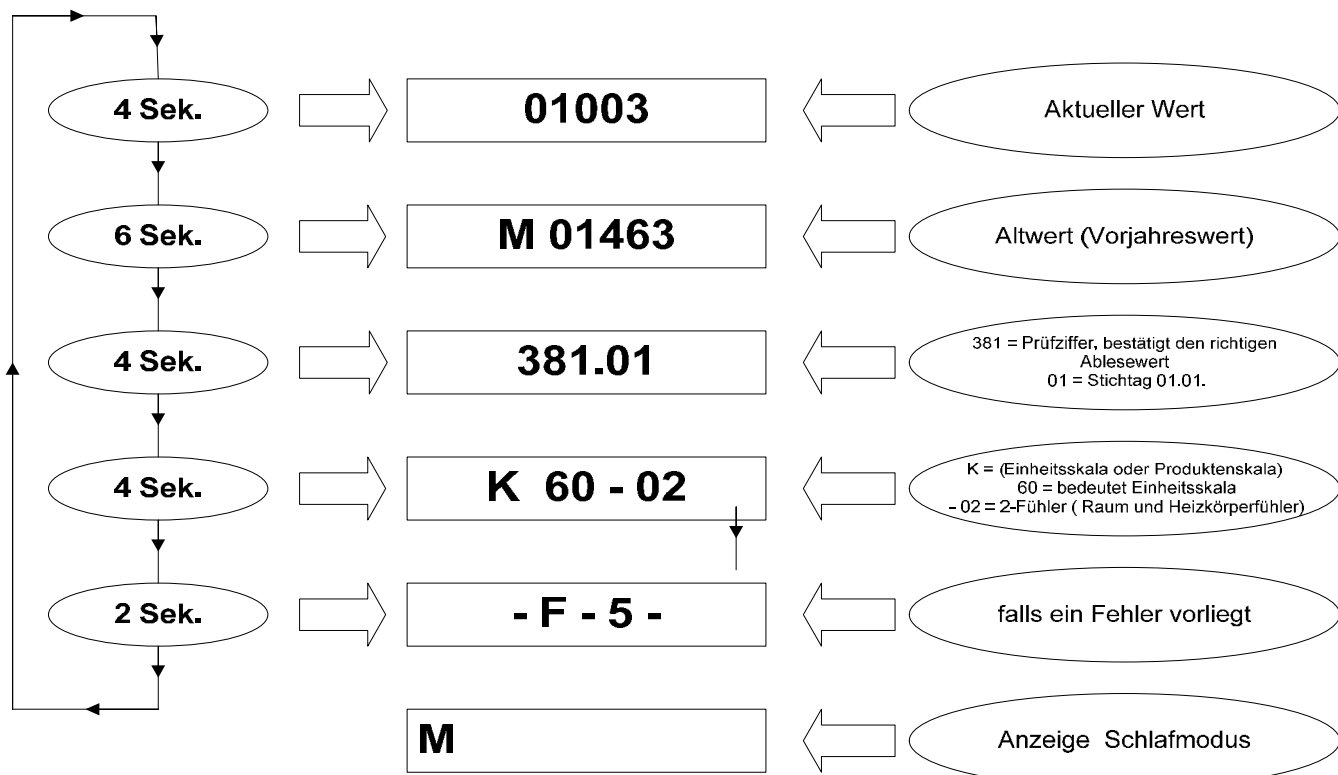 4 Sek.
01003
Aktueller Wert
6 Sek.
M 01463
Altwert (Vorjahreswert)
4 Sek.
381.01
381 = Prüfziffer, bestätigt den richtigen
Ablesewert
01 = Stichtag 01.01.
4 Sek.
K 60 - 02
K = (Einheitsskala oder Produktenskala)
60 = bedeutet Einheitsskala
- 02 = 2-Fühler ( Raum und Heizkörperfühler)
2 Sek.
- F - 5 -
falls ein Fehler vorliegt
M
Anzeige Schlafmodus